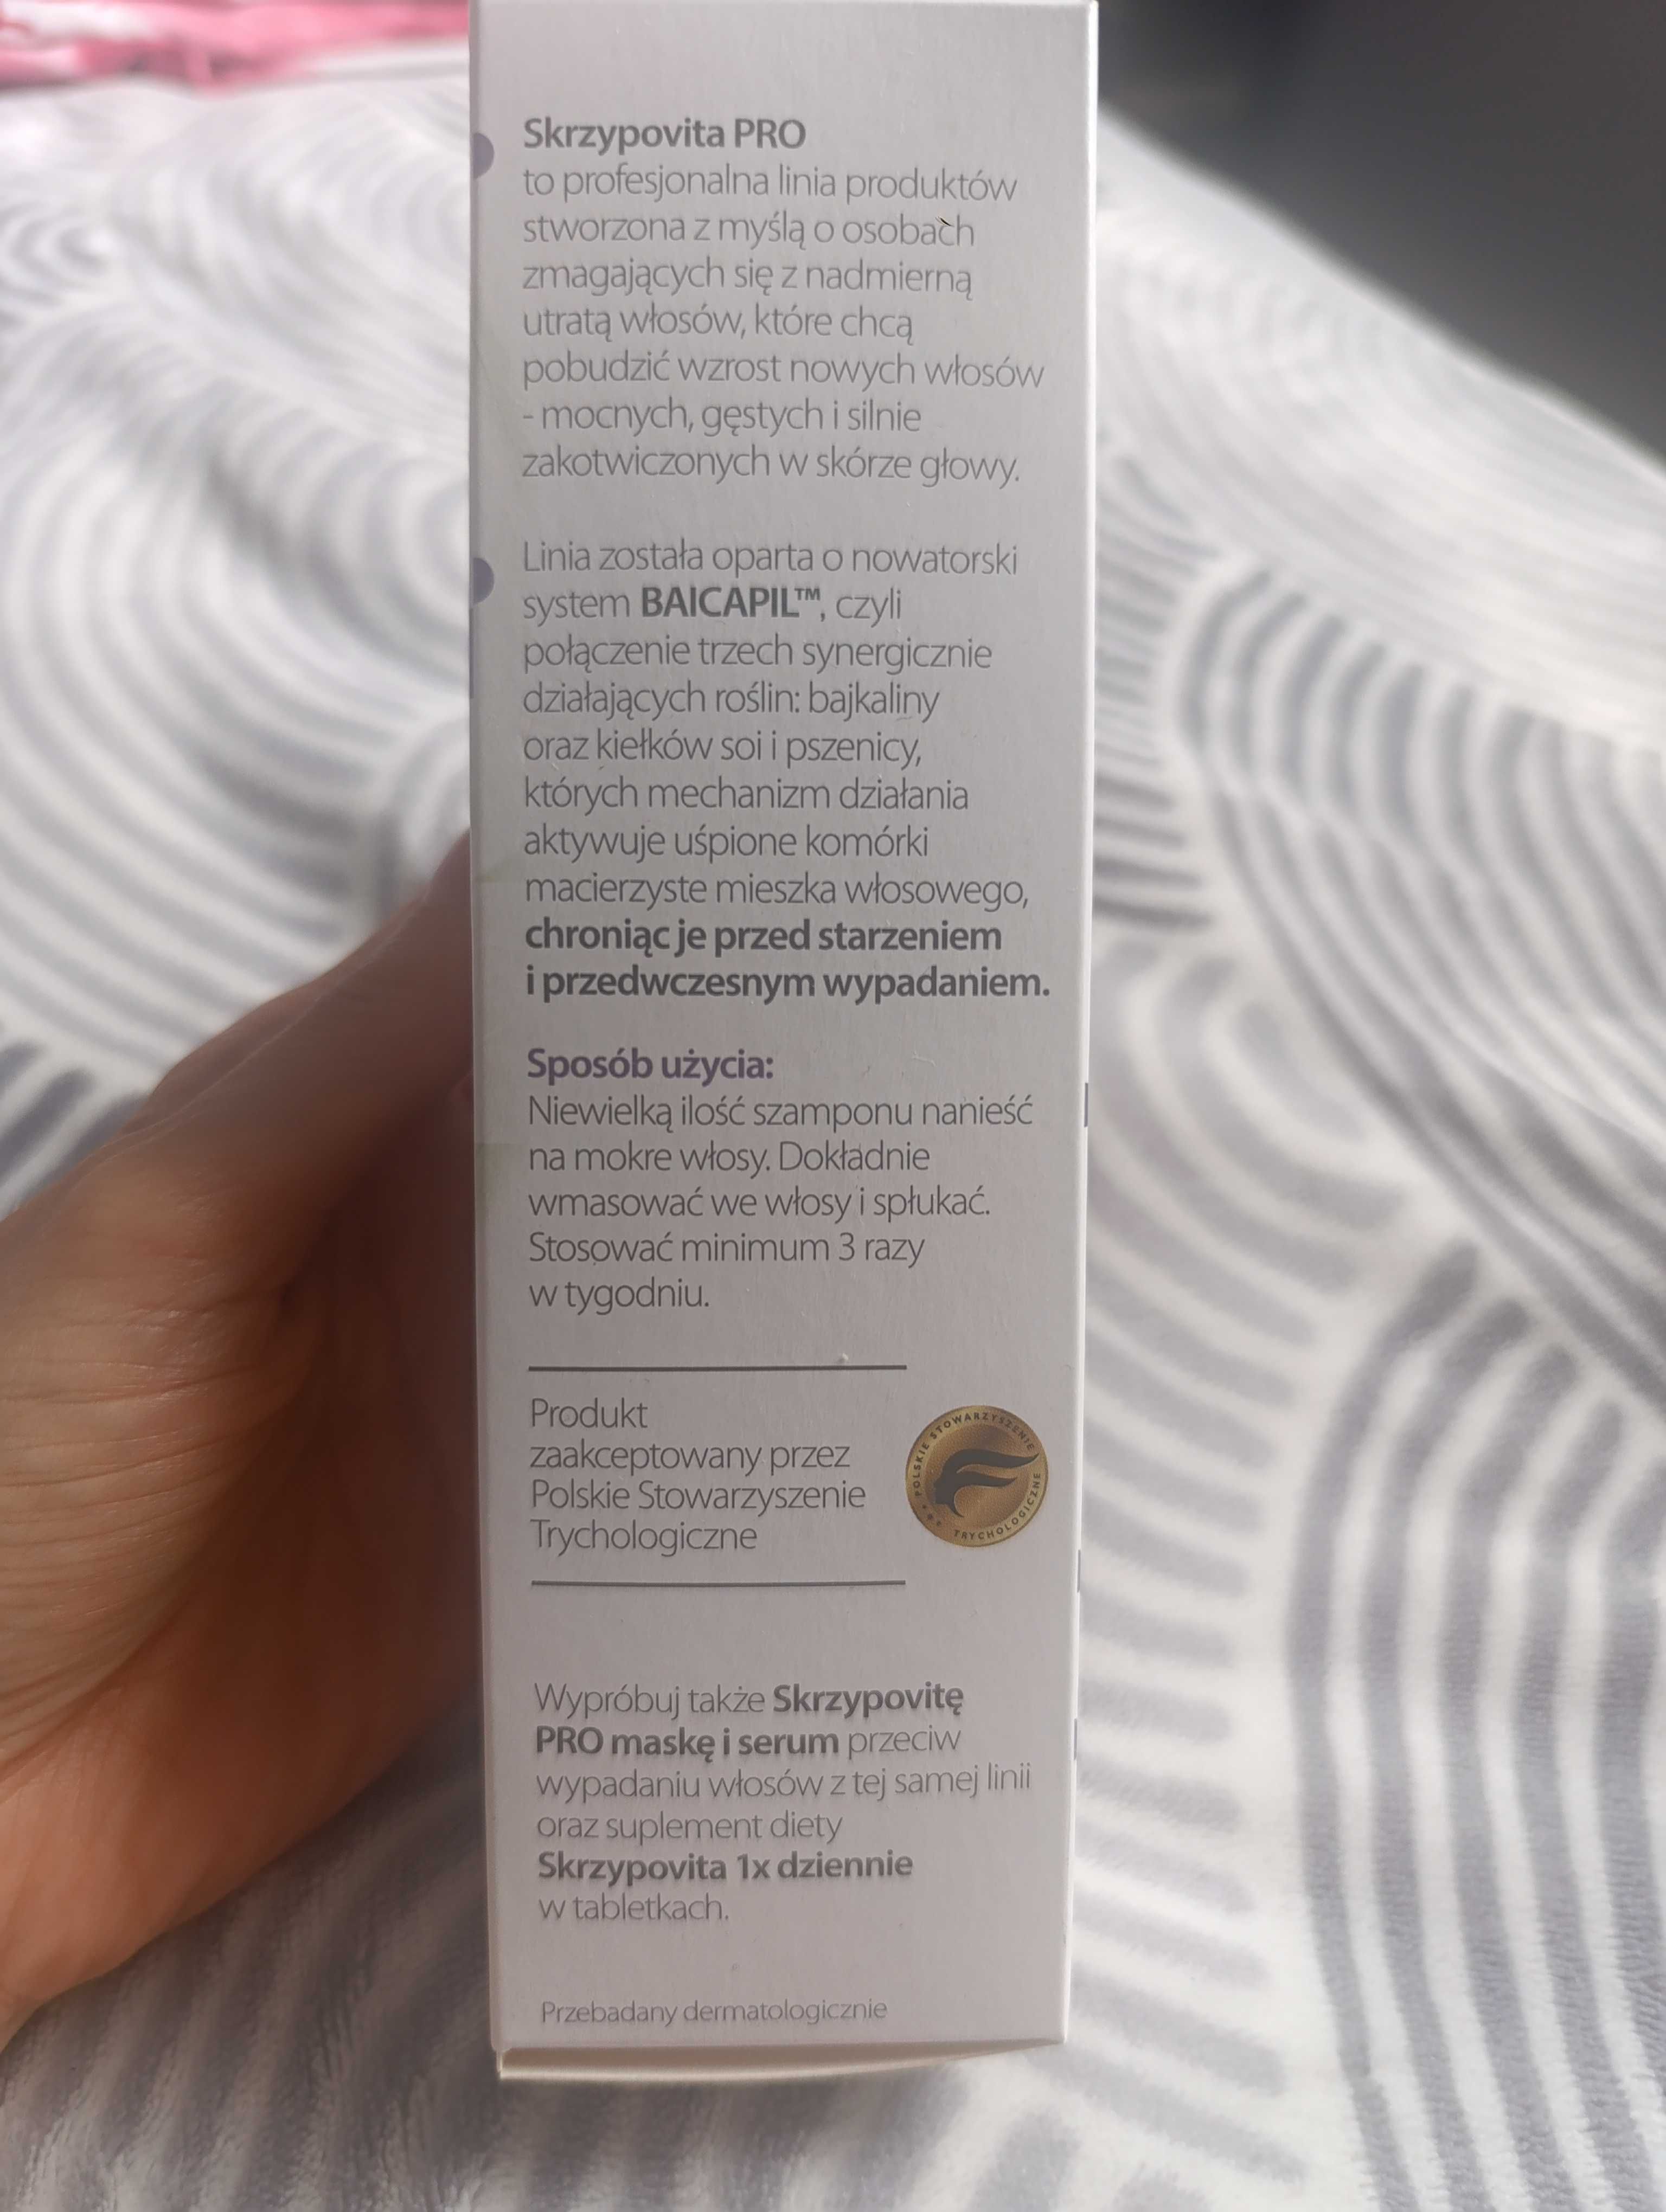 Skrzypovita PRO
to profesjonalna linia produktów
stworzona z myślą o osobach
zmagających się z nadmierną
utratą włosów, które chcą
pobudzić wzrost nowych włosów
- mocnych, gęstych i silnie
zakotwiczonych w skórze głowy.
Linia została oparta o nowatorski
system BAICAPIL™, czyli
połączenie trzech synergicznie
działających roślin: bajkaliny
oraz kiełków soi i pszenicy,
których mechanizm działania
aktywuje uśpione komórki
macierzyste mieszka włosowego,
chroniąc je przed starzeniem
i przedwczesnym wypadaniem.
Sposób użycia:
Niewielką ilość szamponu nanieść
na mokre włosy. Dokładnie
wmasować we włosy i spłukać.
Stosować minimum 3 razy
w tygodniu.
Produkt
zaakceptowany przez
Polskie Stowarzyszenie
Trychologiczne
POLSKIE STOWARZYSZENIE
TRYCHOLOGICZNE
Wypróbuj także Skrzypovitę
PRO maskę i serum przeciw
wypadaniu włosów z tej samej linii
oraz suplement diety
Skrzypovita 1x dziennie
w tabletkach.
Przebadany dermatologicznie